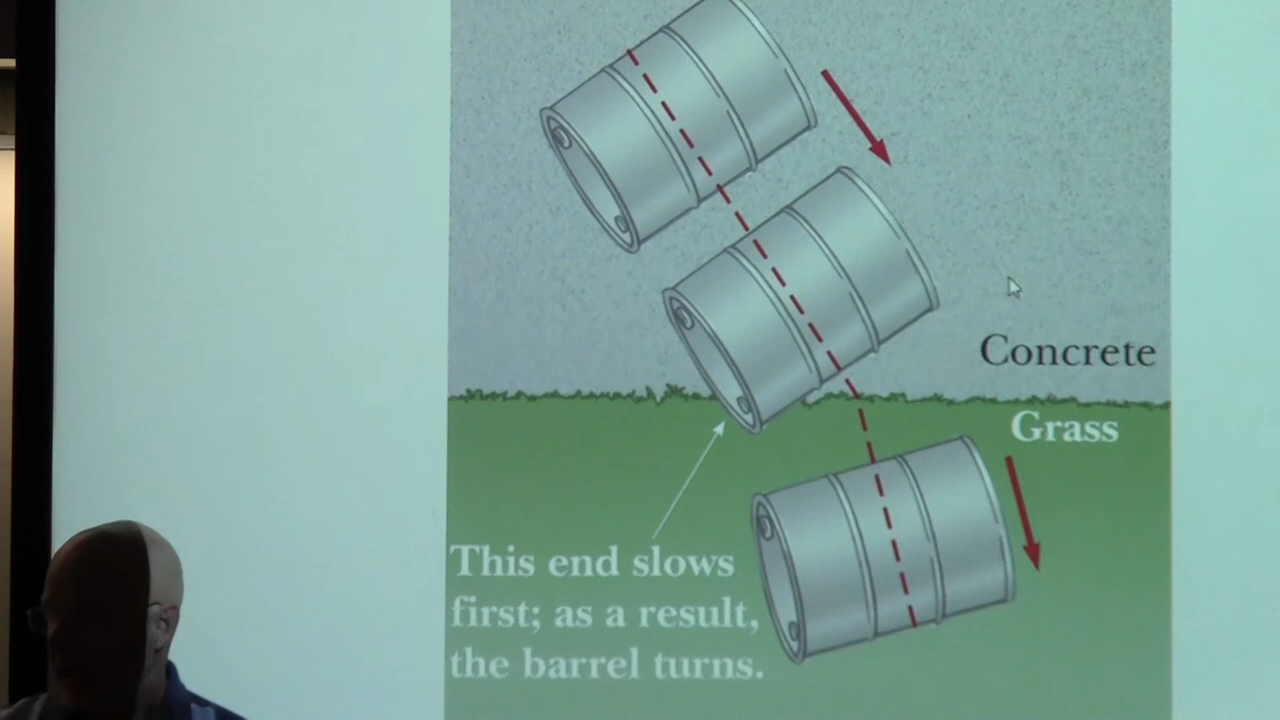 Concrete
Grass
This end slows
first; as a result,
the barrel turns.